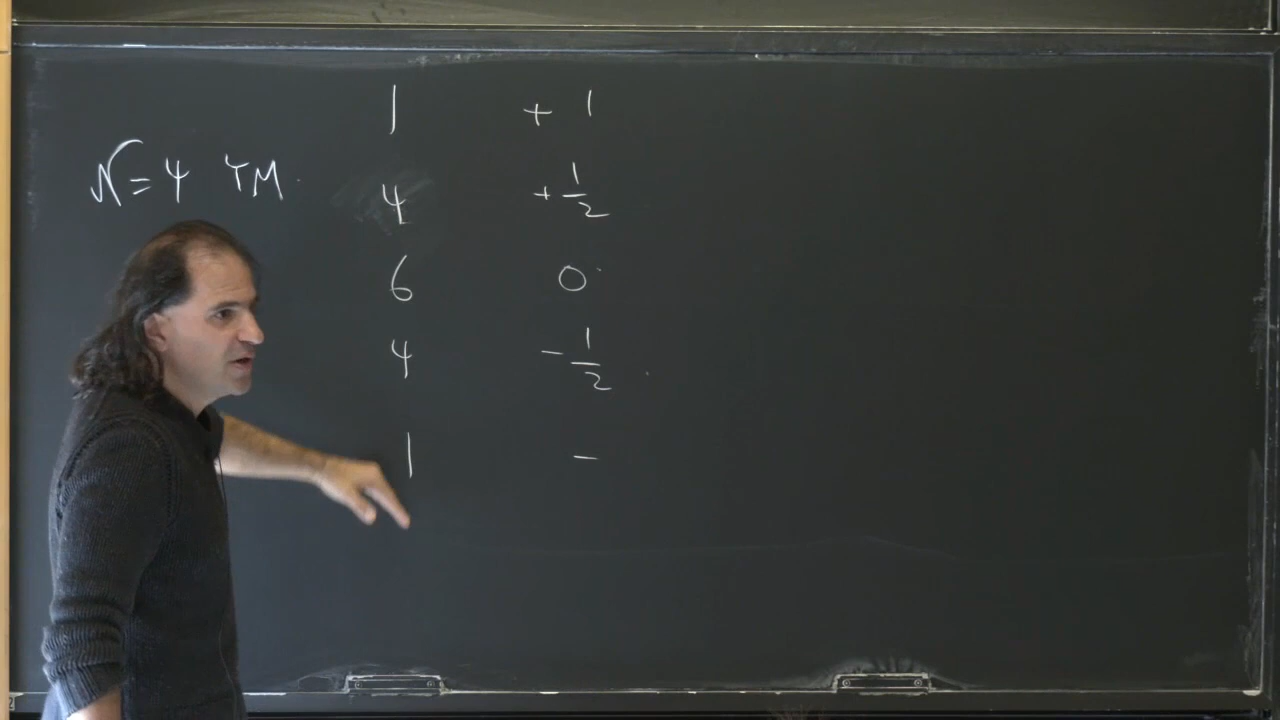 1 + 1
𝒩=4 YM.
4 + 1/2
6 0
4 - 1/2
1 -